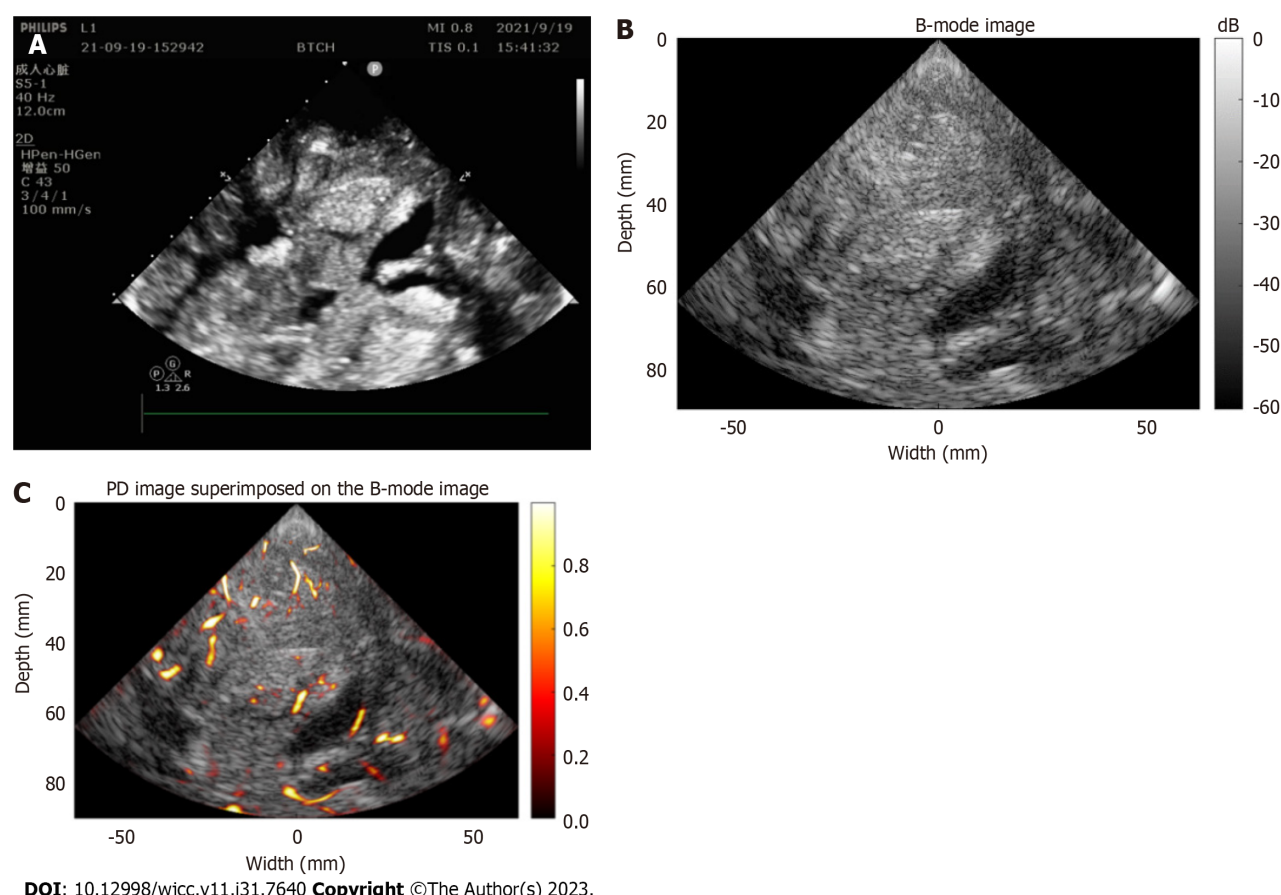 PHILIPS L1 MI 0.8 2021/9/19
A 21-09-19-152942 BTCH TIS 0.1 15:41:32
P
成人心脏
S5-1
40 Hz
12.0cm
2D
HPen-HGen
增益 50
C 43
3/4/1
100 mm/s
G
P R
1.3 2.6
B
B-mode image
dB
0
20
40
60
80
Depth (mm)
-50 0 50
Width (mm)
0
-10
-20
-30
-40
-50
-60
C
PD image superimposed on the B-mode image
0
20
40
60
80
Depth (mm)
-50 0 50
Width (mm)
0.8
0.6
0.4
0.2
0.0
DOI: 10.12998/wjcc.v11.i31.7640 Copyright ©The Author(s) 2023.